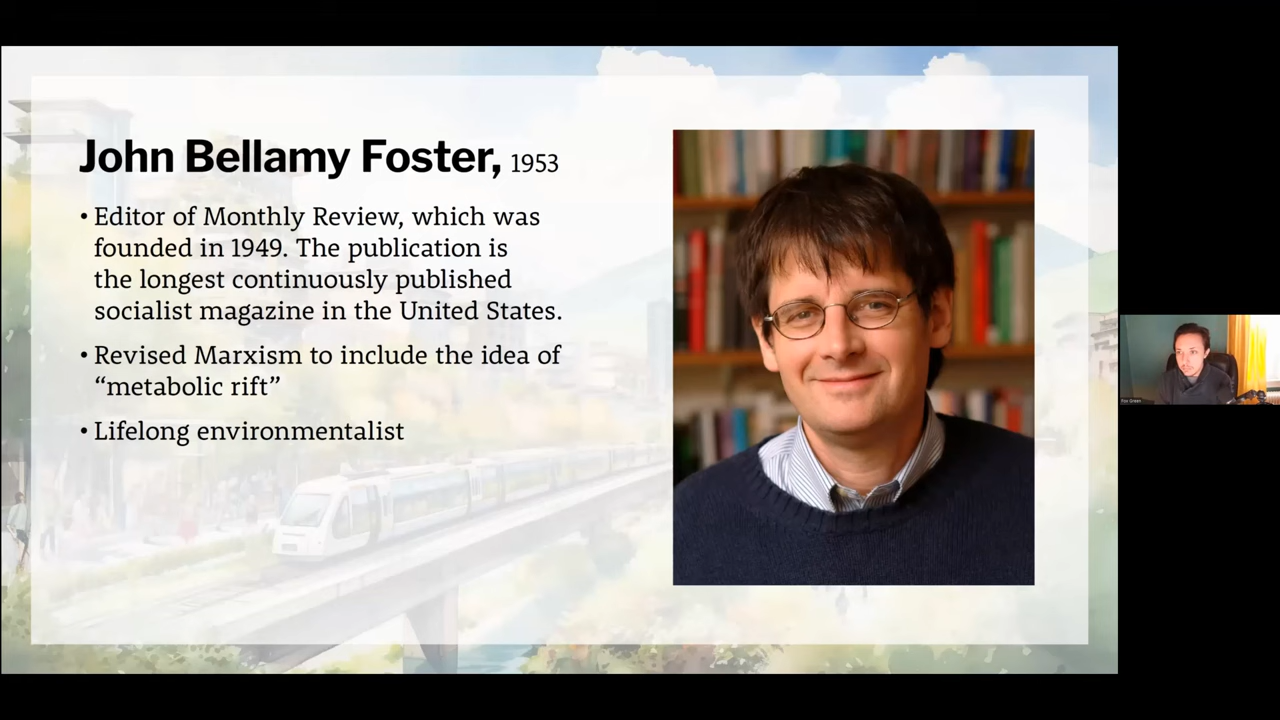 John Bellamy Foster, 1953
• Editor of Monthly Review, which was
founded in 1949. The publication is
the longest continuously published
socialist magazine in the United States.
• Revised Marxism to include the idea of
“metabolic rift”
• Lifelong environmentalist